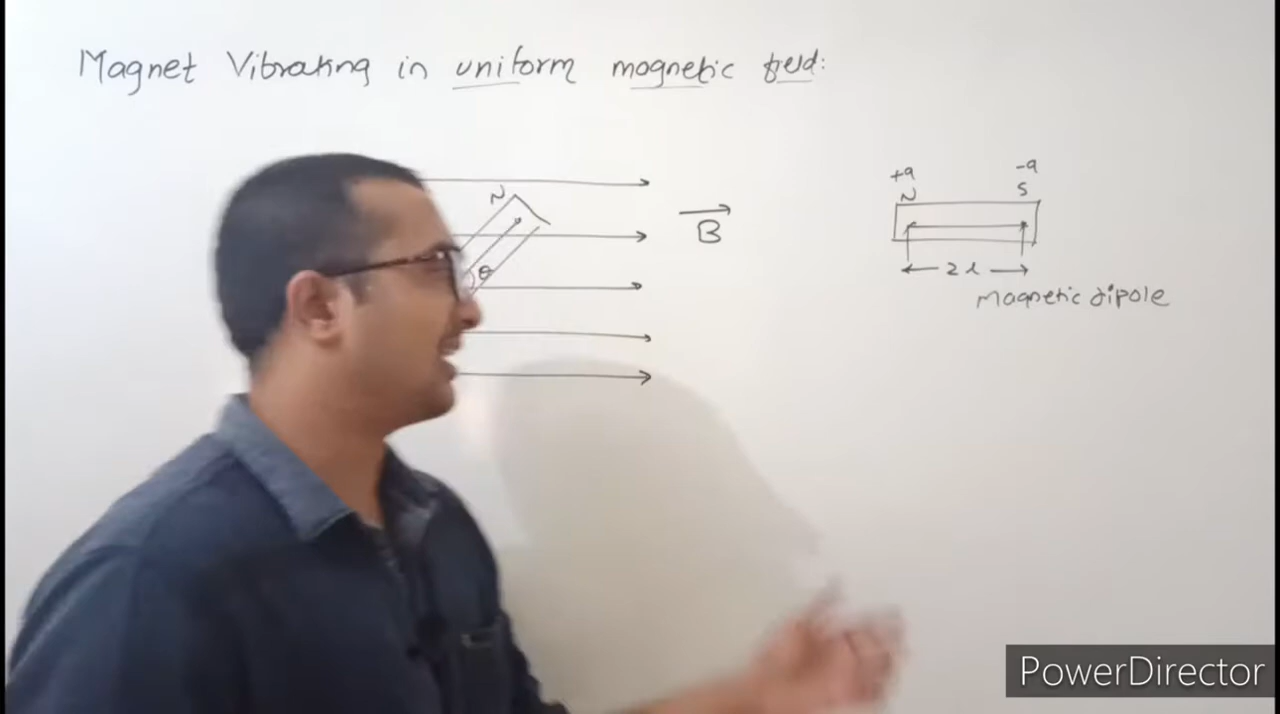 Magnet Vibrating in uniform magnetic field:
+q -q
N N S
B
θ
2l
Magnetic dipole
PowerDirector